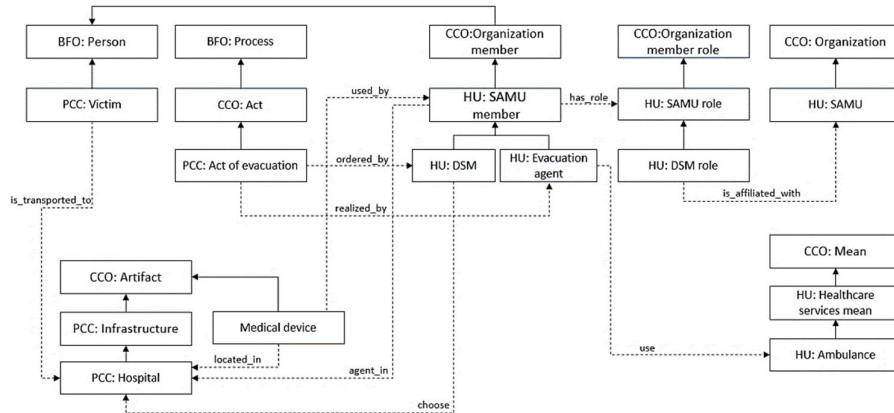 BFO: Person
BFO: Process
CCO:Organization
member
CCO:Organization
member role
CCO: Organization
PCC: Victim
CCO: Act
used_by
HU: SAMU
member
has_role
HU: SAMU role
HU: SAMU
PCC: Act of evacuation
ordered_by
HU: DSM
HU: Evacuation
agent
HU: DSM role
is_transported_to
realized_by
is_affiliated_with
CCO: Artifact
CCO: Mean
PCC: Infrastructure
Medical device
HU: Healthcare
services mean
located_in
use
HU: Ambulance
PCC: Hospital
agent_in
choose